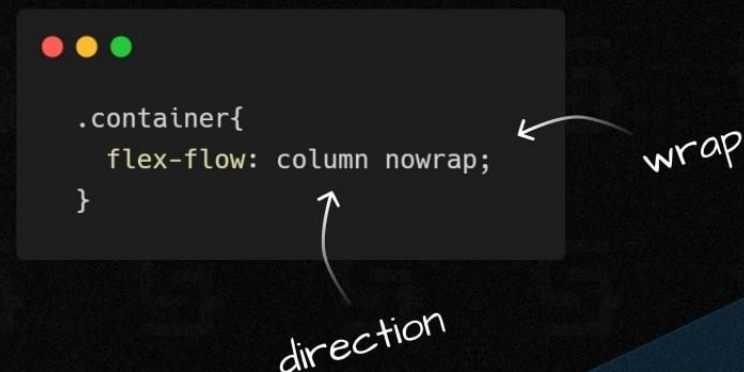 .container{
flex-flow: column nowrap;
}
wrap
direction